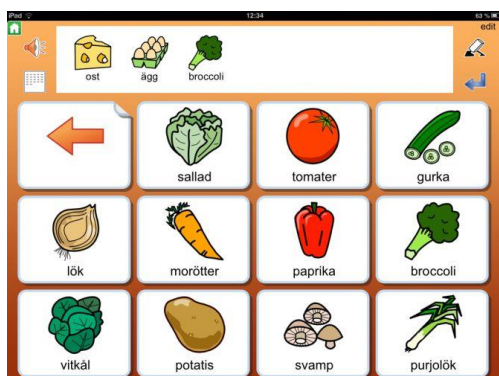 iPad 12:34 63 %
edit
ost ägg broccoli
sallad tomater gurka
lök morötter paprika broccoli
vitkål potatis svamp purjolök